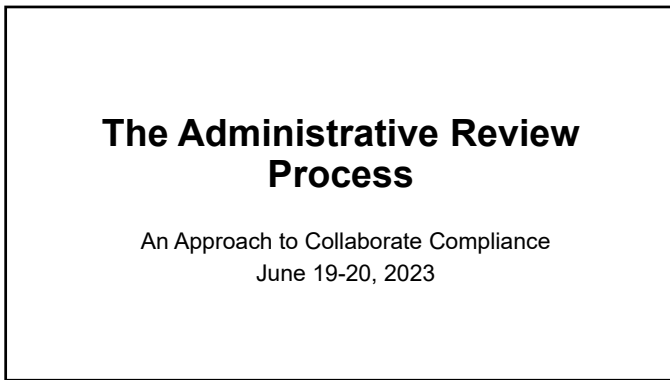 The Administrative Review
Process
An Approach to Collaborate Compliance
June 19-20, 2023